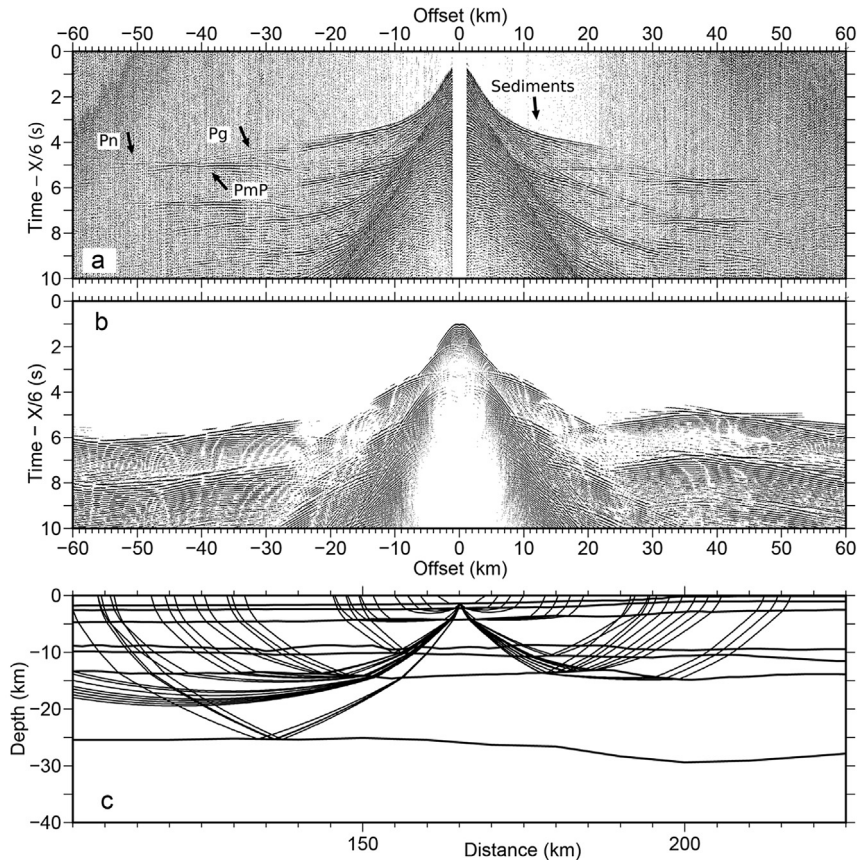 Offset (km)
−60 −50 −40 −30 −20 −10 0 10 20 30 40 50 60
0
2
4
6
8
10
Time − X/6 (s)
Sediments
Pn
Pg
PmP
a
b
0
2
4
6
8
10
Time − X/6 (s)
−60 −50 −40 −30 −20 −10 0 10 20 30 40 50 60
Offset (km)
0
−10
−20
−30
−40
Depth (km)
c
150 200
Distance (km)